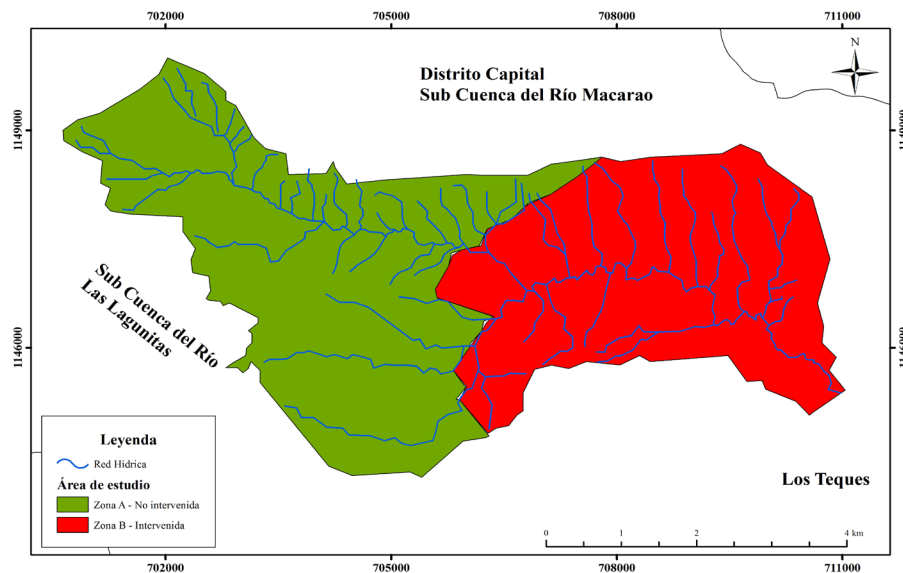 702000 705000 708000 711000
N
Distrito Capital
Sub Cuenca del Río Macarao
1149000 1149000
Sub Cuenca del Río
Las Lagunitas
1146000 1146000
Leyenda
Red Hídrica
Área de estudio
Zona A - No intervenida
Zona B - Intervenida
Los Teques
0 1 2 4 km
702000 705000 708000 711000